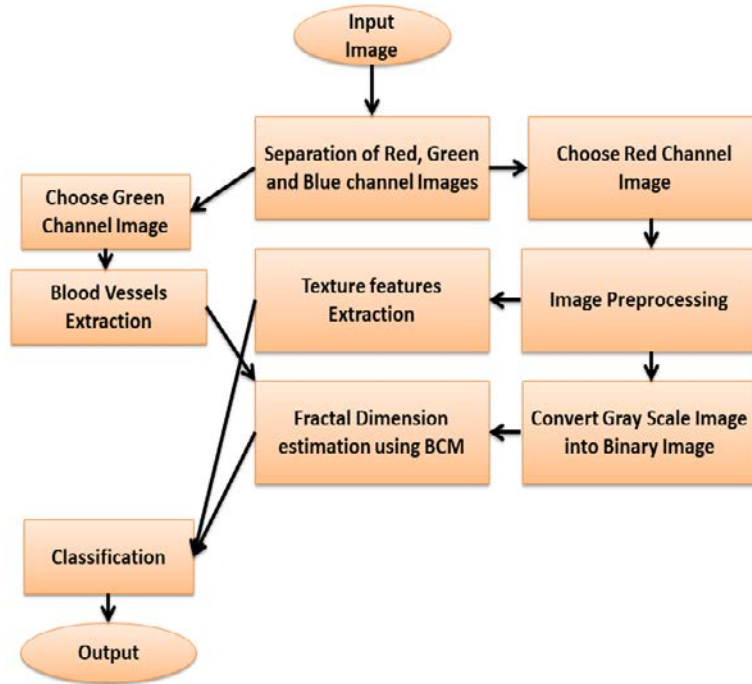 Input
Image
Separation of Red, Green
and Blue channel Images
Choose Red Channel
Image
Choose Green
Channel Image
Blood Vessels
Extraction
Texture features
Extraction
Image Preprocessing
Fractal Dimension
estimation using BCM
Convert Gray Scale Image
into Binary Image
Classification
Output